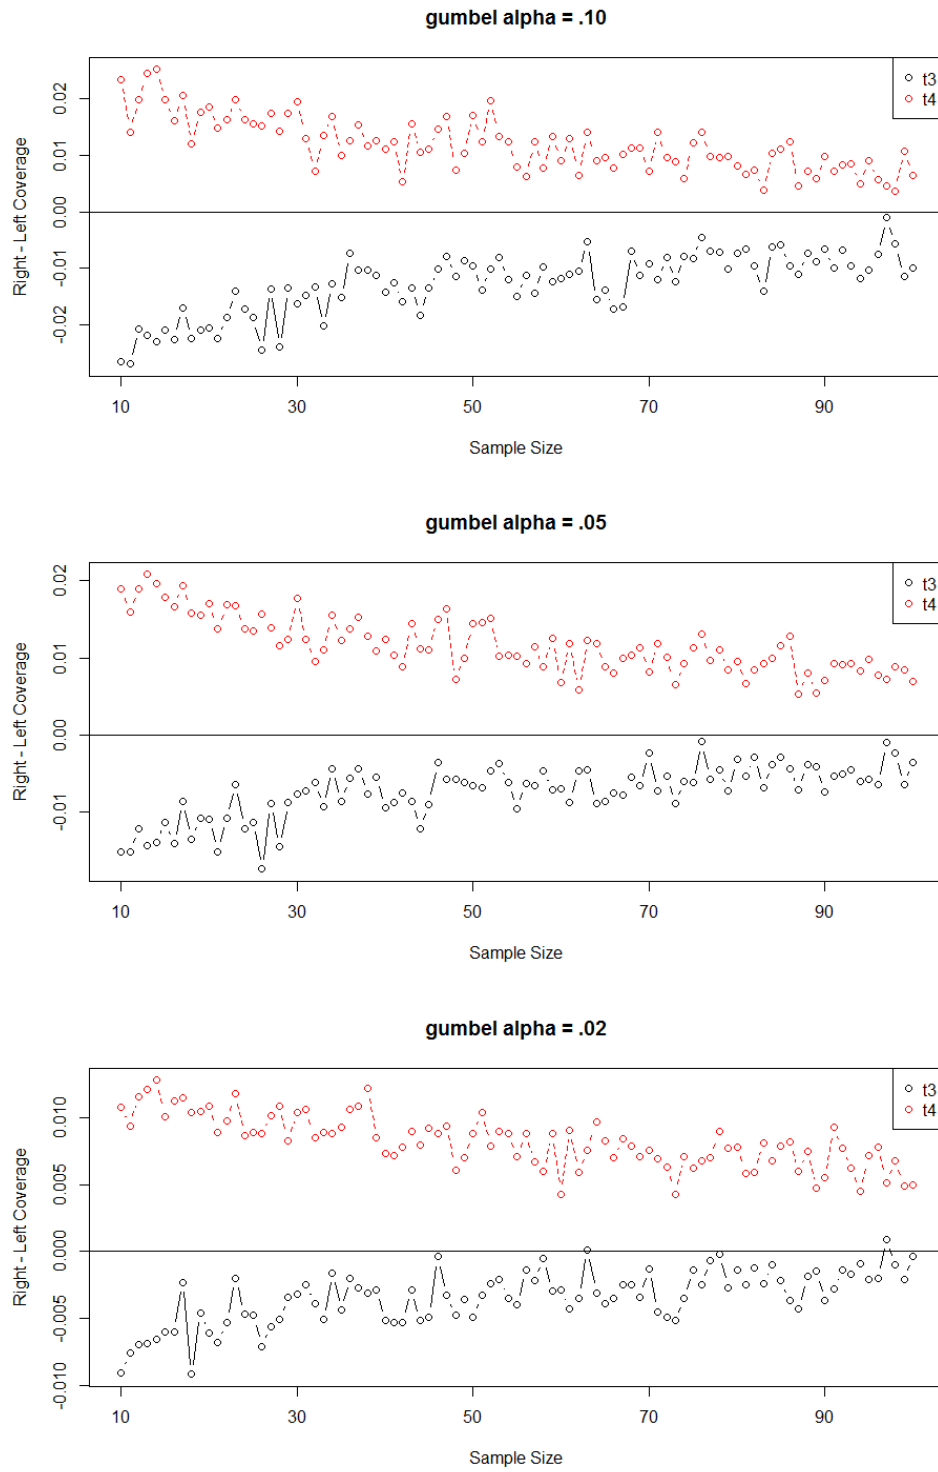 gumbel alpha = .10
Right - Left Coverage
0.02
0.01
0.00
-0.01
-0.02
t3
t4
10 30 50 70 90
Sample Size
gumbel alpha = .05
Right - Left Coverage
0.02
0.01
0.00
-0.01
t3
t4
10 30 50 70 90
Sample Size
gumbel alpha = .02
Right - Left Coverage
0.010
0.005
0.000
-0.005
-0.010
t3
t4
10 30 50 70 90
Sample Size